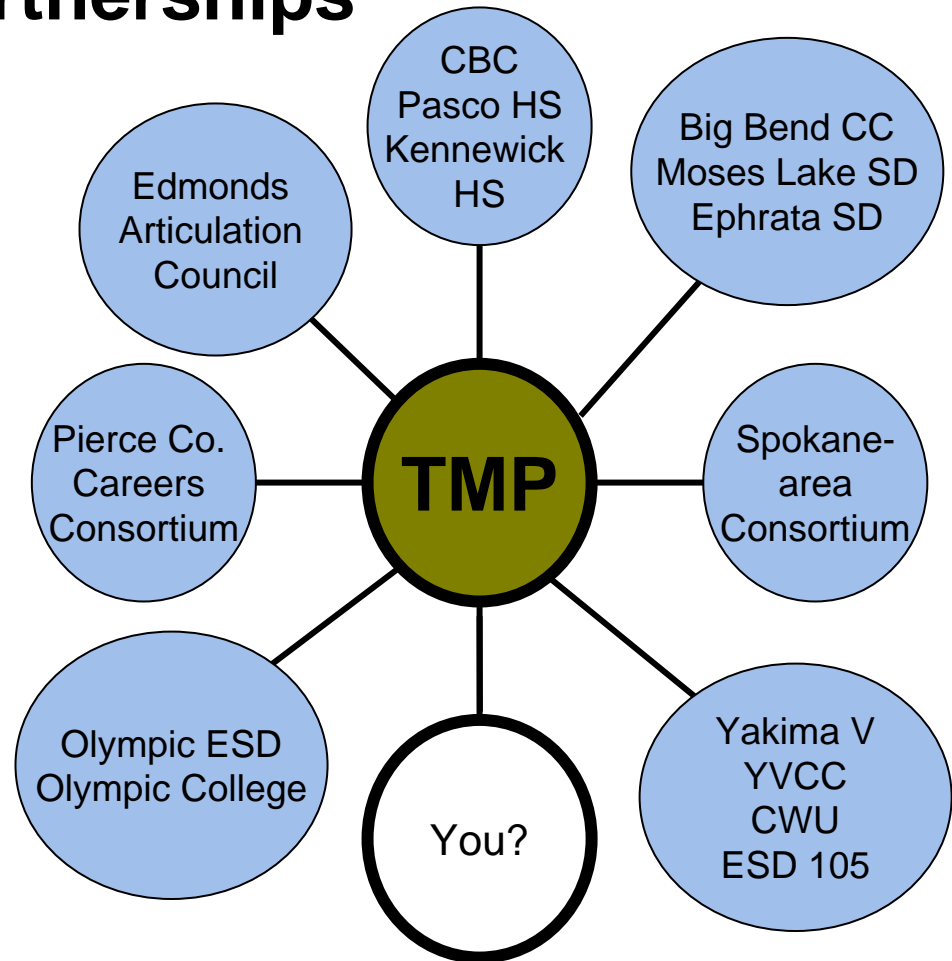 rtnerships
CBC
Pasco HS
Kennewick
HS
Big Bend CC
Moses Lake SD
Ephrata SD
Edmonds
Articulation
Council
Pierce Co.
Careers
Consortium
TMP
Spokane-
area
Consortium
Olympic ESD
Olympic College
You?
Yakima V
YVCC
CWU
ESD 105